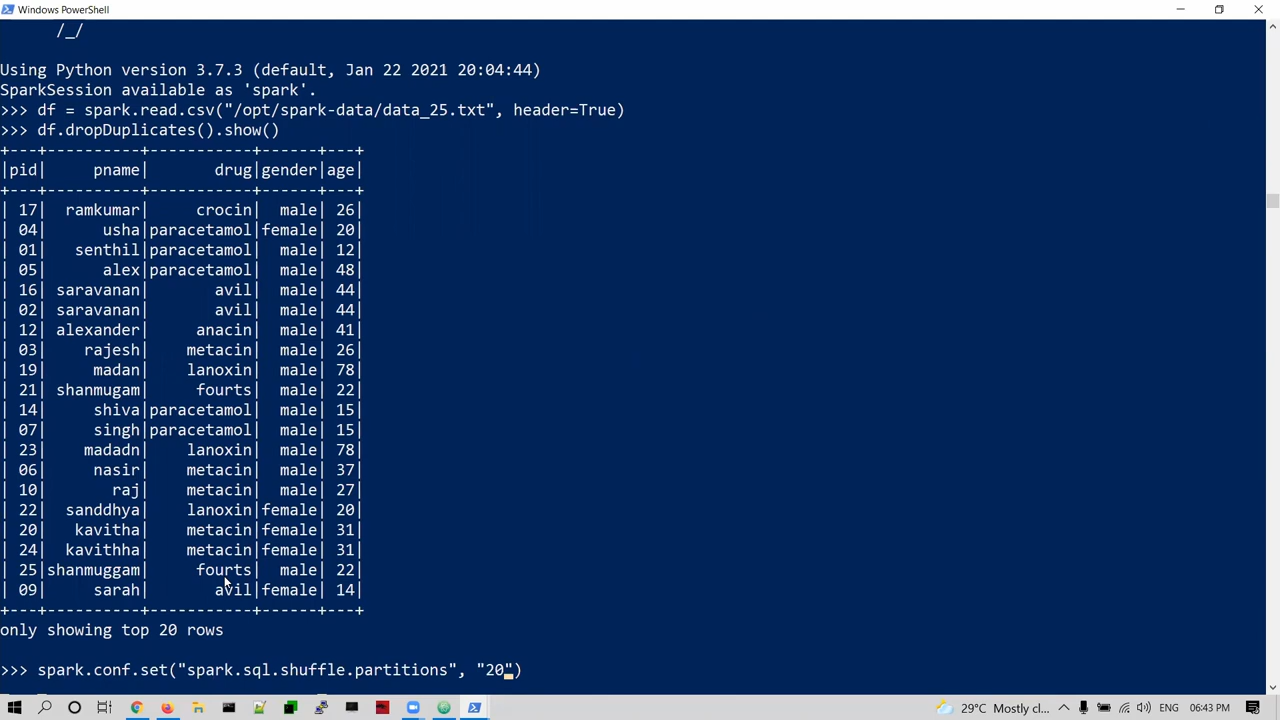 Windows PowerShell
/_/
Using Python version 3.7.3 (default, Jan 22 2021 20:04:44)
SparkSession available as 'spark'.
>>> df = spark.read.csv("/opt/spark-data/data_25.txt", header=True)
>>> df.dropDuplicates().show()
+---+----------+-----------+------+---+
|pid|     pname|       drug|gender|age|
+---+----------+-----------+------+---+
| 17|  ramkumar|     crocin|  male| 26|
| 04|      usha|paracetamol|female| 20|
| 01|   senthil|paracetamol|  male| 12|
| 05|      alex|paracetamol|  male| 48|
| 16| saravanan|       avil|  male| 44|
| 02| saravanan|       avil|  male| 44|
| 12| alexander|     anacin|  male| 41|
| 03|    rajesh|    metacin|  male| 26|
| 19|     madan|    lanoxin|  male| 78|
| 21| shanmugam|     fourts|  male| 22|
| 14|     shiva|paracetamol|  male| 15|
| 07|     singh|paracetamol|  male| 15|
| 23|    madadn|    lanoxin|  male| 78|
| 06|     nasir|    metacin|  male| 37|
| 10|       raj|    metacin|  male| 27|
| 22|  sanddhya|    lanoxin|female| 20|
| 20|   kavitha|    metacin|female| 31|
| 24|  kavithha|    metacin|female| 31|
| 25|shanmuggam|     fourts|  male| 22|
| 09|     sarah|       avil|female| 14|
+---+----------+-----------+------+---+
only showing top 20 rows
>>> spark.conf.set("spark.sql.shuffle.partitions", "20")
29°C Mostly cl... ENG 06:43 PM